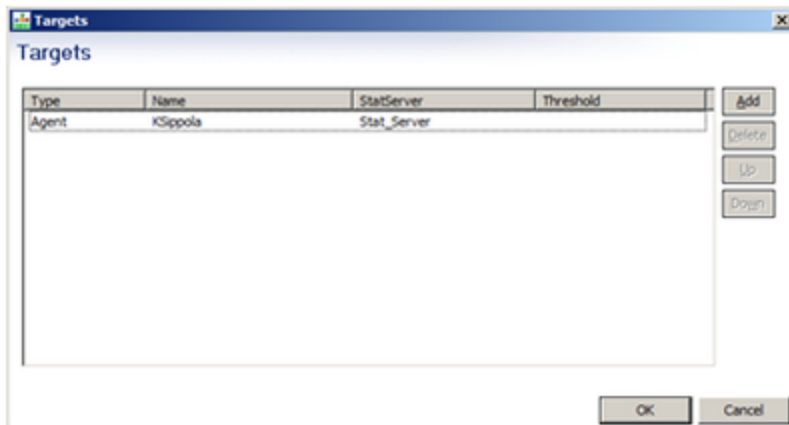 Targets
Targets
Type Name StatServer Threshold
Agent KSippola Stat_Server
Add
Delete
Up
Down
OK Cancel